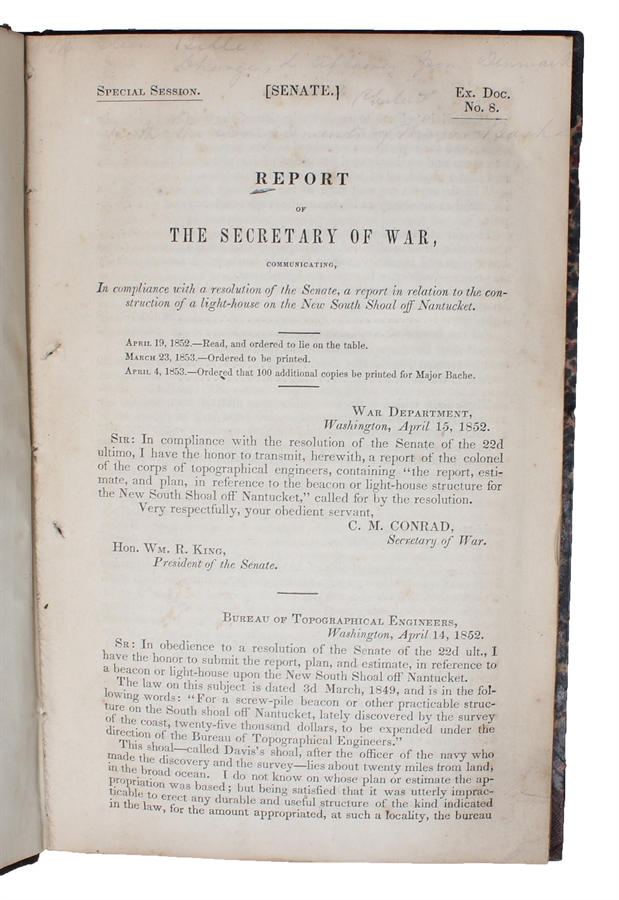 Bille
Special Session.
[SENATE.]
Ex. Doc.
No. 8.
REPORT
OF
THE SECRETARY OF WAR,
COMMUNICATING,
In compliance with a resolution of the Senate, a report in relation to the con-
struction of a light-house on the New South Shoal off Nantucket.
April 19, 1852.—Read, and ordered to lie on the table.
March 23, 1853.—Ordered to be printed.
April 4, 1853.—Ordered that 100 additional copies be printed for Major Bache.
War Department,
Washington, April 15, 1852.
Sir: In compliance with the resolution of the Senate of the 22d
ultimo, I have the honor to transmit, herewith, a report of the colonel
of the corps of topographical engineers, containing "the report, esti-
mate, and plan, in reference to the beacon or light-house structure for
the New South Shoal off Nantucket," called for by the resolution.
Very respectfully, your obedient servant,
C. M. CONRAD,
Secretary of War.
Hon. Wm. R. King,
President of the Senate.
Bureau of Topographical Engineers,
Washington, April 14, 1852.
Sr: In obedience to a resolution of the Senate of the 22d ult., I
have the honor to submit the report, plan, and estimate, in reference to
a beacon or light-house upon the New South Shoal off Nantucket.
The law on this subject is dated 3d March, 1849, and is in the fol-
lowing words: "For a screw-pile beacon or other practicable struc-
ture on the South shoal off Nantucket, lately discovered by the survey
of the coast, twenty-five thousand dollars, to be expended under the
direction of the Bureau of Topographical Engineers."
This shoal—called Davis's shoal, after the officer of the navy who
made the discovery and the survey—lies about twenty miles from land,
in the broad ocean. I do not know on whose plan or estimate the ap-
propriation was based; but being satisfied that it was utterly imprac-
ticable to erect any durable and useful structure of the kind indicated
in the law, for the amount appropriated, at such a locality, the bureau